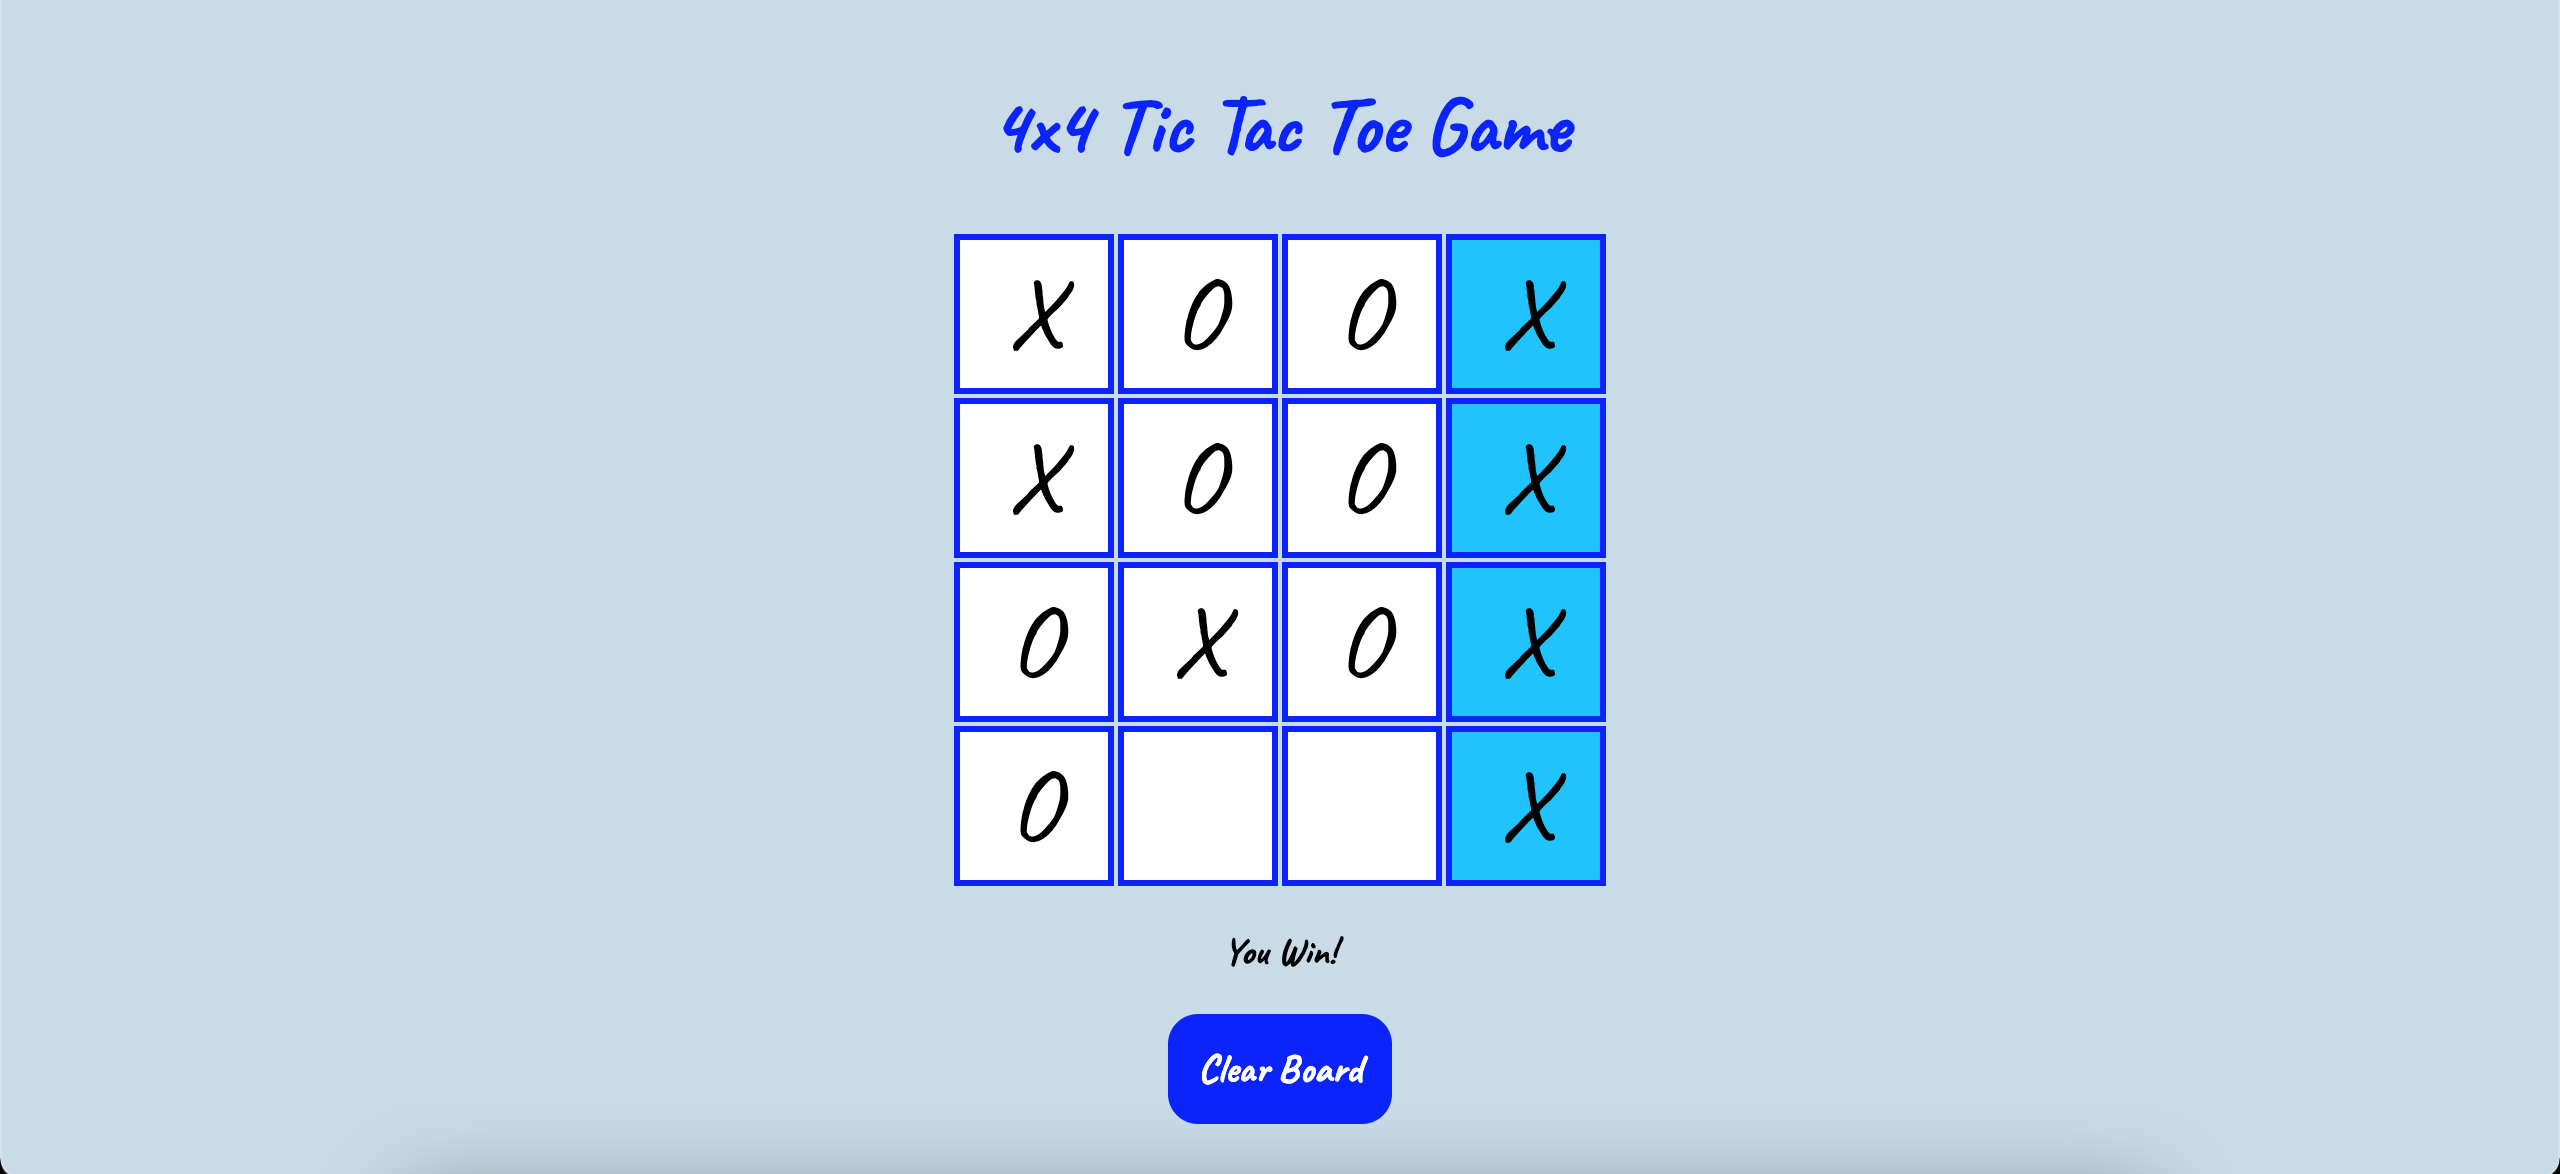 4x4 Tic Tac Toe Game
X O O X
X O O X
O X O X
O X
You Win!
Clear Board